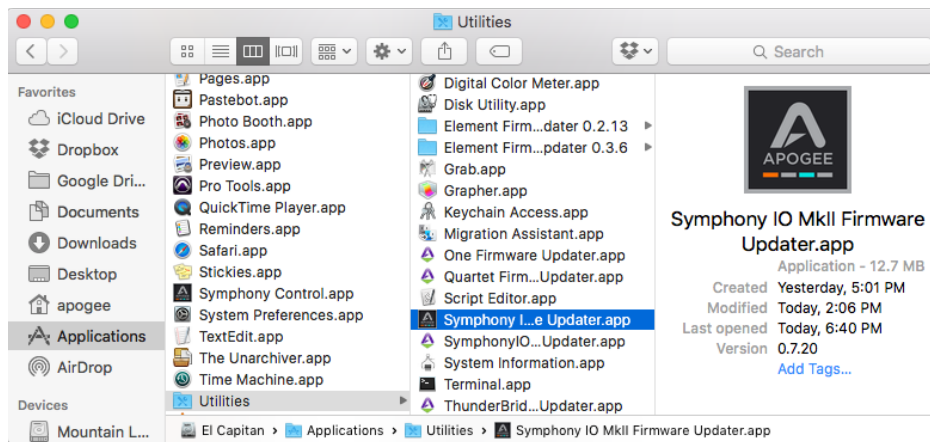 Utilities
Search
Favorites
iCloud Drive
Dropbox
Google Dri...
Documents
Downloads
Desktop
apogee
Applications
AirDrop
Devices
Mountain L...
Pages.app
Pastebot.app
Photo Booth.app
Photos.app
Preview.app
Pro Tools.app
QuickTime Player.app
Reminders.app
Safari.app
Stickies.app
Symphony Control.app
System Preferences.app
TextEdit.app
The Unarchiver.app
Time Machine.app
Utilities
Digital Color Meter.app
Disk Utility.app
Element Firm...dater 0.2.13
Element Firm...pdater 0.3.6
Grab.app
Grapher.app
Keychain Access.app
Migration Assistant.app
One Firmware Updater.app
Quartet Firm...Updater.app
Script Editor.app
Symphony I...e Updater.app
SymphonyIO...Updater.app
System Information.app
Terminal.app
ThunderBrid...Updater.app
APOGEE
Symphony IO MkII Firmware
Updater.app
Application - 12.7 MB
Created Yesterday, 5:01 PM
Modified Today, 2:06 PM
Last opened Today, 6:40 PM
Version 0.7.20
Add Tags...
El Capitan › Applications › Utilities › Symphony IO MkII Firmware Updater.app